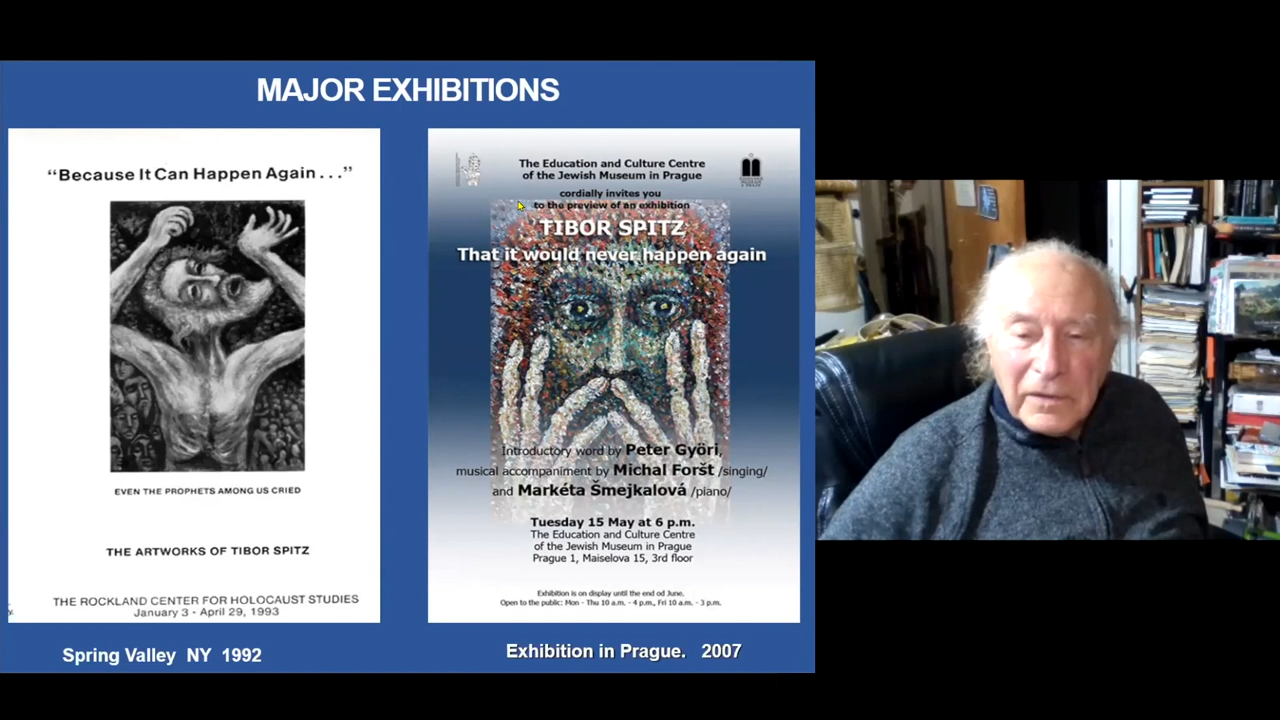 MAJOR EXHIBITIONS
“Because It Can Happen Again . . .”
EVEN THE PROPHETS AMONG US CRIED
THE ARTWORKS OF TIBOR SPITZ
THE ROCKLAND CENTER FOR HOLOCAUST STUDIES
January 3 - April 29, 1993
Spring Valley NY 1992
The Education and Culture Centre
of the Jewish Museum in Prague
cordially invites you
to the preview of an exhibition
TIBOR SPITZ
That it would never happen again
Introductory word by Peter Györi,
musical accompaniment by Michal Foršt /singing/
and Markéta Šmejkalová /piano/
Tuesday 15 May at 6 p.m.
The Education and Culture Centre
of the Jewish Museum in Prague
Prague 1, Maiselova 15, 3rd floor
Exhibition is on display until the end od June.
Open to the public: Mon - Thu 10 a.m. - 4 p.m., Fri 10 a.m. - 3 p.m.
Exhibition in Prague. 2007